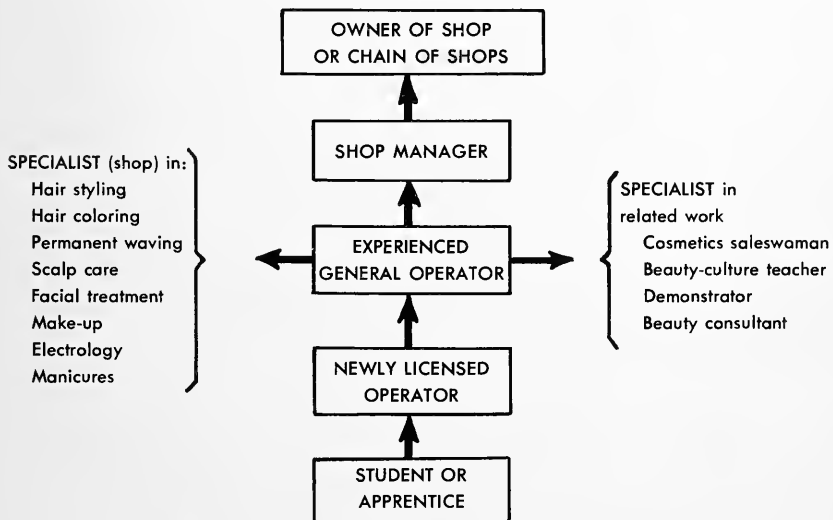 OWNER OF SHOP
OR CHAIN OF SHOPS
SHOP MANAGER
SPECIALIST (shop) in:
Hair styling
Hair coloring
Permanent waving
Scalp care
Facial treatment
Make-up
Electrology
Manicures
EXPERIENCED
GENERAL OPERATOR
SPECIALIST in
related work
Cosmetics saleswaman
Beauty-culture teacher
Demonstrator
Beauty consultant
NEWLY LICENSED
OPERATOR
STUDENT OR
APPRENTICE